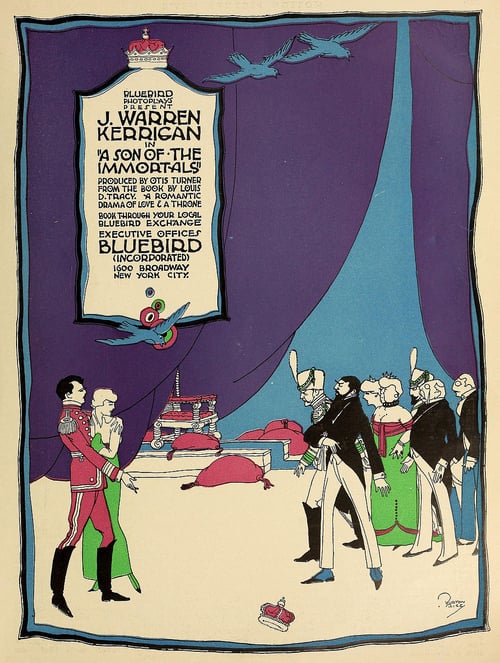 BLUEBIRD
PHOTOPLAYS
PRESENT
J. WARREN
KERRIGAN
IN
"A SON OF·THE
IMMORTALS"
PRODUCED BY OTIS TURNER
FROM THE BOOK BY LOUIS
D.TRACY. A ROMANTIC
DRAMA OF LOVE & A THRONE
BOOK THROUGH YOUR LOCAL
BLUEBIRD EXCHANGE
EXECUTIVE OFFICES
BLUEBIRD
(INCORPORATED)
1600 BROADWAY
NEW YORK CITY.
BURTON
RICE